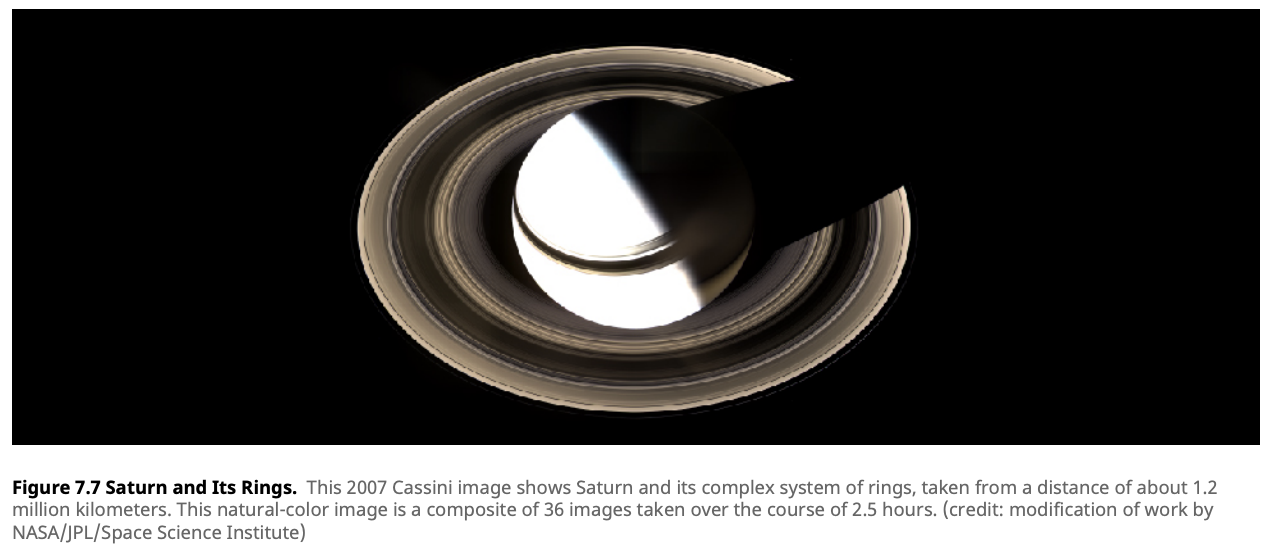 Figure 7.7 Saturn and Its Rings. This 2007 Cassini image shows Saturn and its complex system of rings, taken from a distance of about 1.2
million kilometers. This natural-color image is a composite of 36 images taken over the course of 2.5 hours. (credit: modification of work by
NASA/JPL/Space Science Institute)